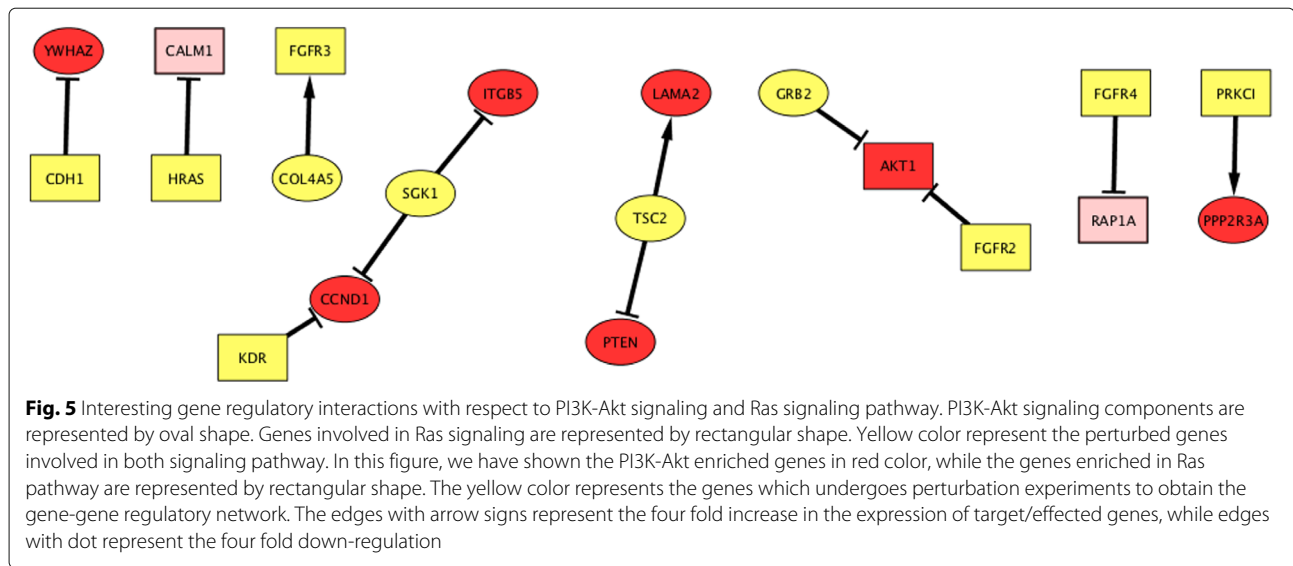 YWHAZ
CALM1
FGFR3
ITGB5
LAMA2
GRB2
FGFR4
PRKCI
AKT1
CDH1
HRAS
COL4A5
SGK1
TSC2
RAP1A
PPP2R3A
FGFR2
CCND1
PTEN
KDR
Fig. 5 Interesting gene regulatory interactions with respect to PI3K-Akt signaling and Ras signaling pathway. PI3K-Akt signaling components are
represented by oval shape. Genes involved in Ras signaling are represented by rectangular shape. Yellow color represent the perturbed genes
involved in both signaling pathway. In this figure, we have shown the PI3K-Akt enriched genes in red color, while the genes enriched in Ras
pathway are represented by rectangular shape. The yellow color represents the genes which undergoes perturbation experiments to obtain the
gene-gene regulatory network. The edges with arrow signs represent the four fold increase in the expression of target/effected genes, while edges
with dot represent the four fold down-regulation